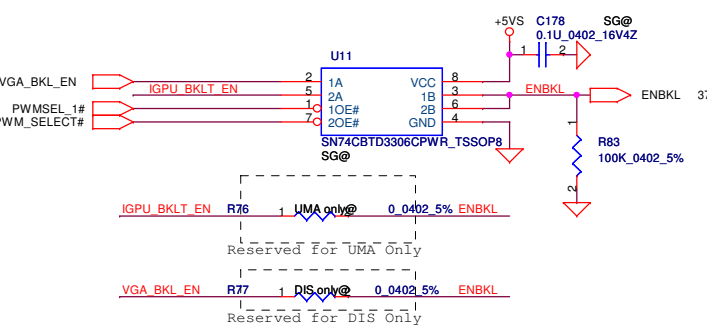 +5VS C178 SG@
0.1U_0402_16V4Z
U11
1 2
VGA_BKL_EN 2 1A VCC 8
IGPU_BKLT_EN 5 2A 1B 3 ENBKL ENBKL 37
PWMSEL_1# 1 1OE# 2B 6
PWM_SELECT# 7 2OE# GND 4
1
SN74CBTD3306CPWR_TSSOP8 R83
SG@ 100K_0402_5%
2
IGPU_BKLT_EN R76 1 UMA only@ 2 0_0402_5% ENBKL
Reserved for UMA Only
VGA_BKL_EN R77 1 DIS only@ 2 0_0402_5% ENBKL
Reserved for DIS Only